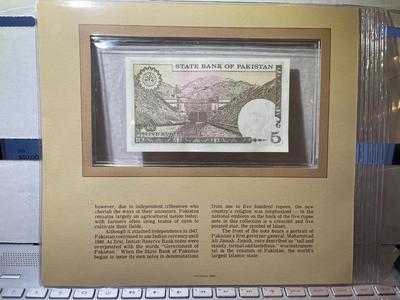 STATE BANK OF PAKISTAN
5
however, due to independent tribesmen who
cherish the ways of their ancestors. Pakistan
remains largely an agricultural nation today,
with farmers often using teams of oxen to
cultivate their fields.
Although it attained independence in 1947,
Pakistan continued to use Indian currency until
1948. At first, Indian Reserve Bank notes were
overprinted with the words: "Government of
Pakistan." When the State Bank of Pakistan
began to issue its own notes in denominations
from one to five hundred rupees, the new
country's religion was emphasized — in the
national emblem on the back of the five rupee
note in this collection is a crescent and five
pointed star, the symbol of Islam.
The front of the note bears a portrait of
Pakistan's first governor-general, Mohammad
Ali Jinnah. Jinnah, once described as "tall and
stately, formal and fastidious," was instrumen-
tal in the creation of Pakistan, the world's
largest Islamic state.
$50.00